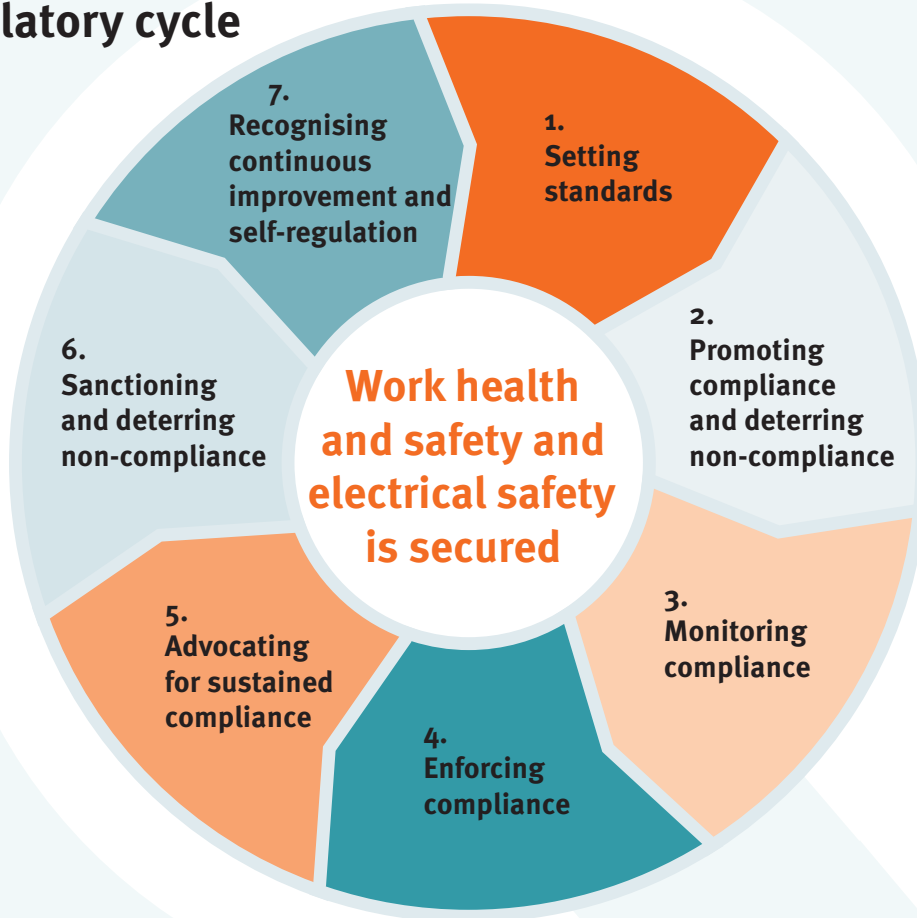 latory cycle
1.
Setting
standards
2.
Promoting
compliance
and deterring
non-compliance
3.
Monitoring
compliance
4.
Enforcing
compliance
5.
Advocating
for sustained
compliance
6.
Sanctioning
and deterring
non-compliance
7.
Recognising
continuous
improvement and
self-regulation
Work health
and safety and
electrical safety
is secured